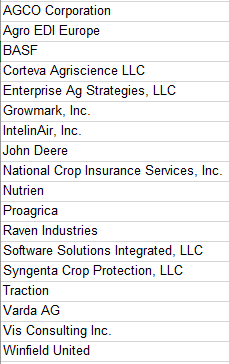 AGCO Corporation
Agro EDI Europe
BASF
Corteva Agriscience LLC
Enterprise Ag Strategies, LLC
Growmark, Inc.
IntelinAir, Inc.
John Deere
National Crop Insurance Services, Inc.
Nutrien
Proagrica
Raven Industries
Software Solutions Integrated, LLC
Syngenta Crop Protection, LLC
Traction
Varda AG
Vis Consulting Inc.
Winfield United